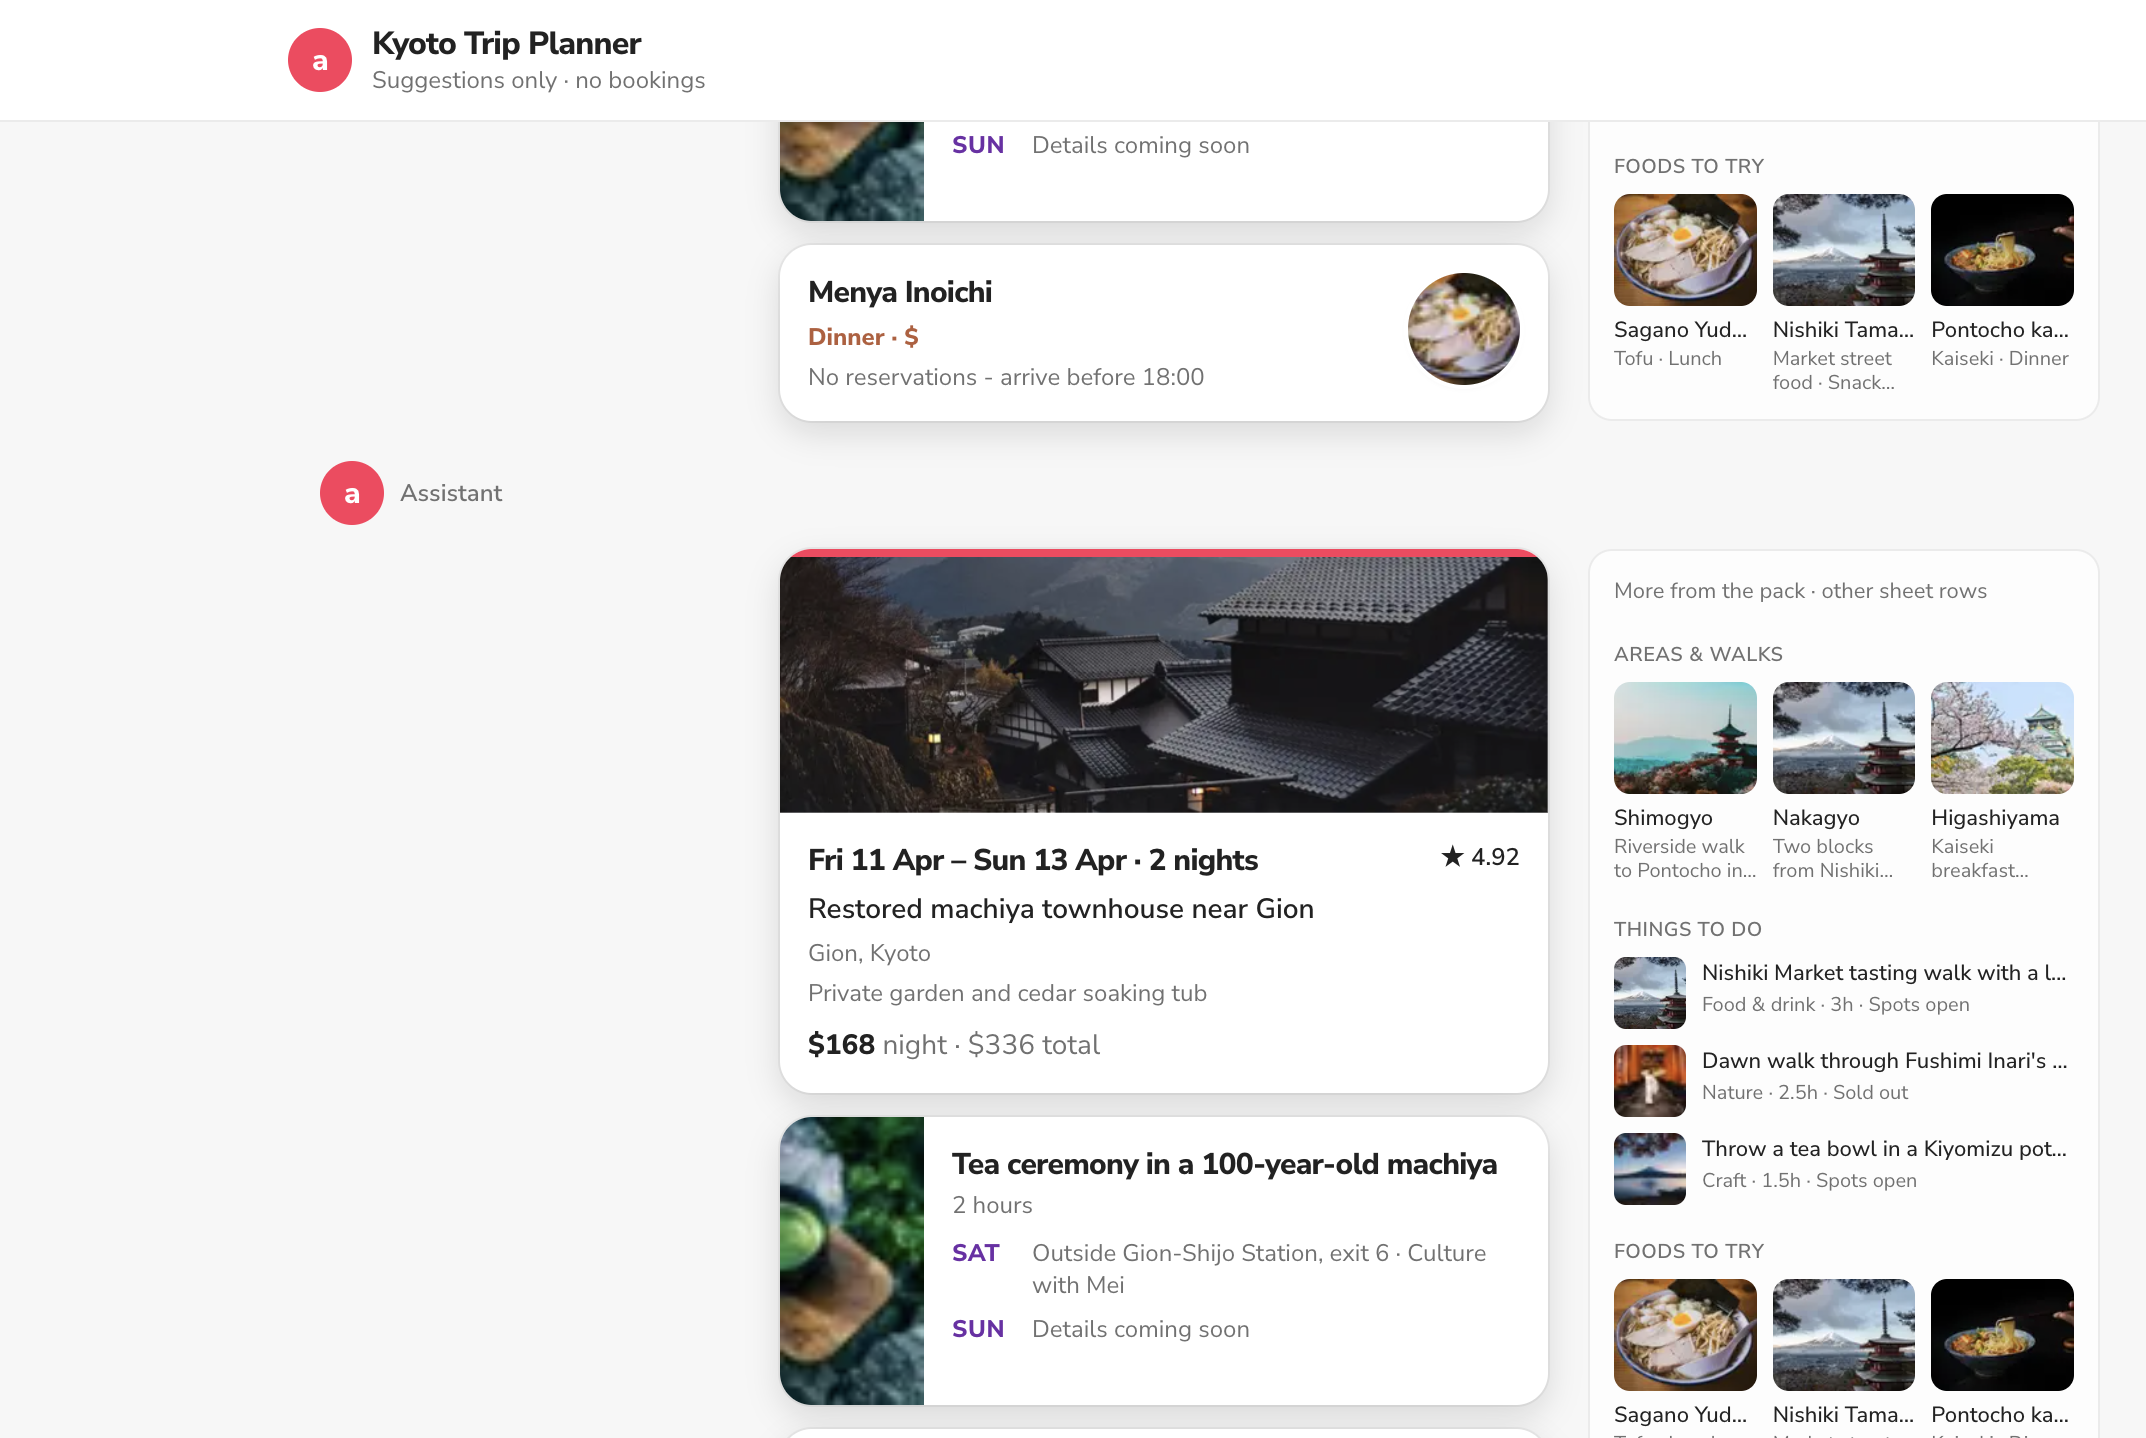 a
Kyoto Trip Planner
Suggestions only · no bookings
SUN Details coming soon
Menya Inoichi
Dinner · $
No reservations - arrive before 18:00
FOODS TO TRY
Sagano Yud...
Tofu · Lunch
Nishiki Tama...
Market street
food · Snack...
Pontocho ka...
Kaiseki · Dinner
a
Assistant
Fri 11 Apr – Sun 13 Apr · 2 nights
★ 4.92
Restored machiya townhouse near Gion
Gion, Kyoto
Private garden and cedar soaking tub
$168 night · $336 total
Tea ceremony in a 100-year-old machiya
2 hours
SAT Outside Gion-Shijo Station, exit 6 · Culture
with Mei
SUN Details coming soon
More from the pack · other sheet rows
AREAS & WALKS
Shimogyo
Riverside walk
to Pontocho in...
Nakagyo
Two blocks
from Nishiki...
Higashiyama
Kaiseki
breakfast...
THINGS TO DO
Nishiki Market tasting walk with a l...
Food & drink · 3h · Spots open
Dawn walk through Fushimi Inari's ...
Nature · 2.5h · Sold out
Throw a tea bowl in a Kiyomizu pot...
Craft · 1.5h · Spots open
FOODS TO TRY
Sagano Yud...
Nishiki Tama...
Pontocho ka...